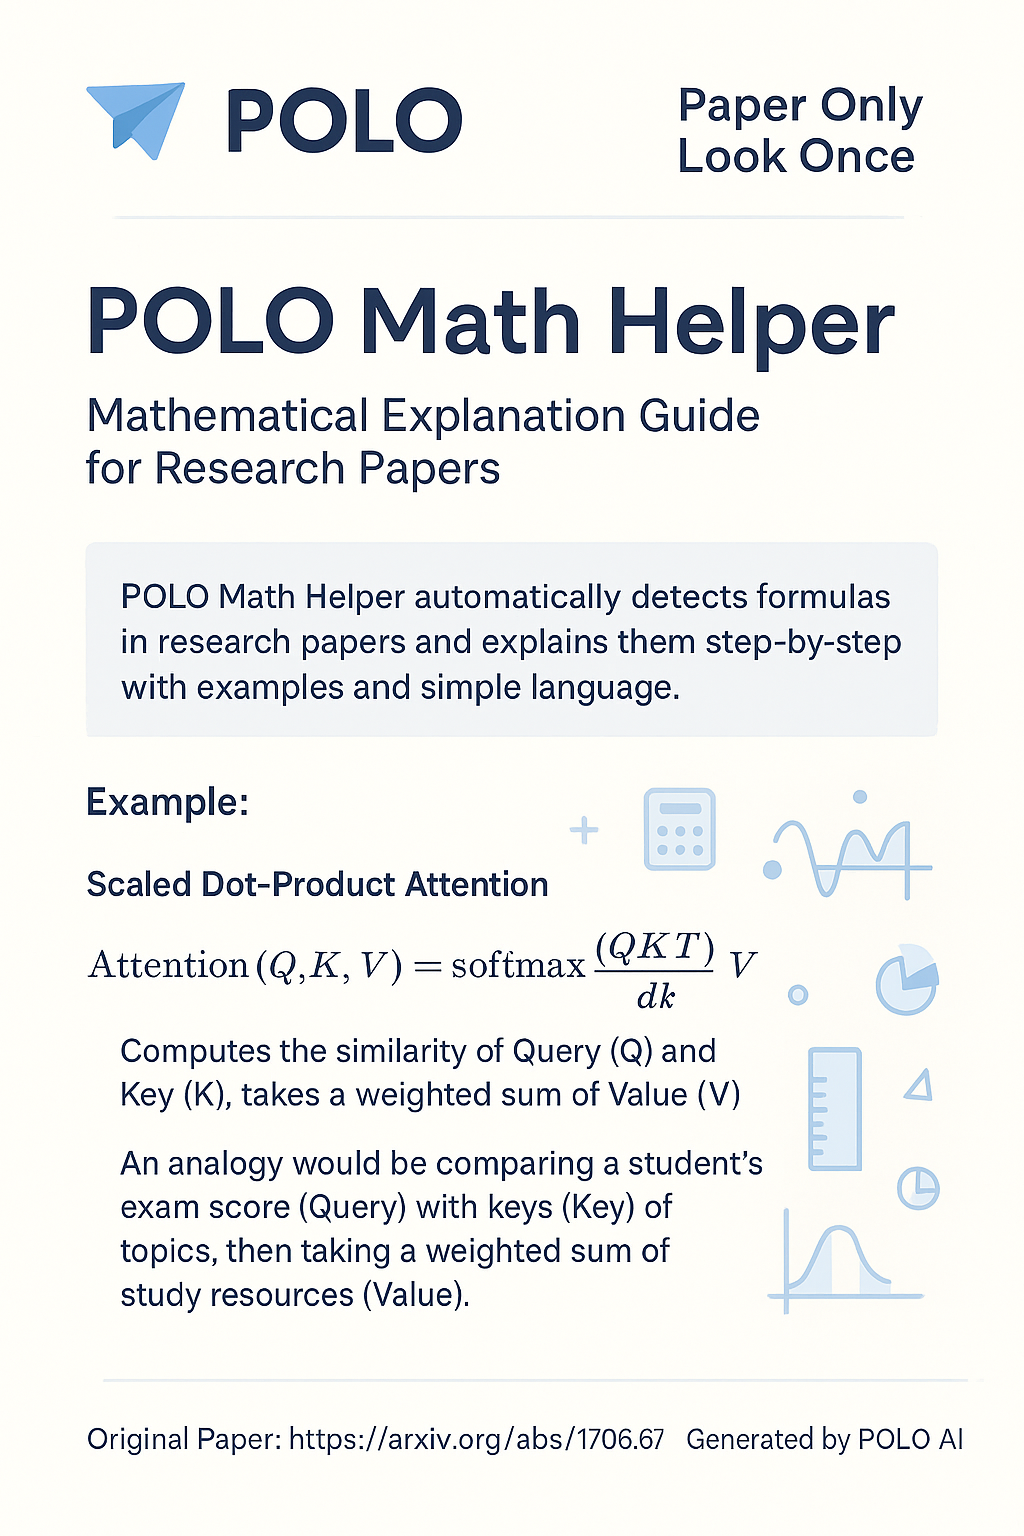 POLO
Paper Only
Look Once
POLO Math Helper
Mathematical Explanation Guide
for Research Papers
POLO Math Helper automatically detects formulas
in research papers and explains them step-by-step
with examples and simple language.
Example:
Scaled Dot-Product Attention
Attention (Q,K, V) = softmax (QKT) / dk V
Computes the similarity of Query (Q) and
Key (K), takes a weighted sum of Value (V)
An analogy would be comparing a student's
exam score (Query) with keys (Key) of
topics, then taking a weighted sum of
study resources (Value).
Original Paper: https://arxiv.org/abs/1706.67 Generated by POLO AI